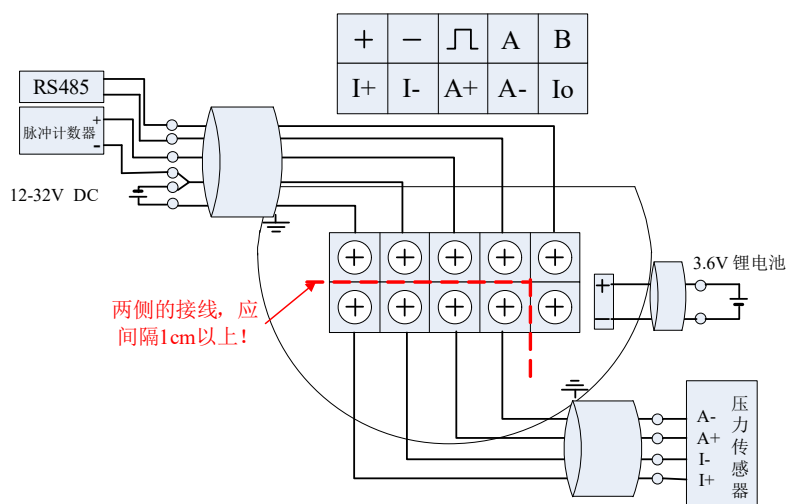 + − ⎍ A B
I+ I- A+ A- Io
RS485
脉冲计数器
+
-
12-32V DC
3.6V 锂电池
+
−
两侧的接线，应
间隔1cm以上！
A-
A+
I-
I+
压力传感器